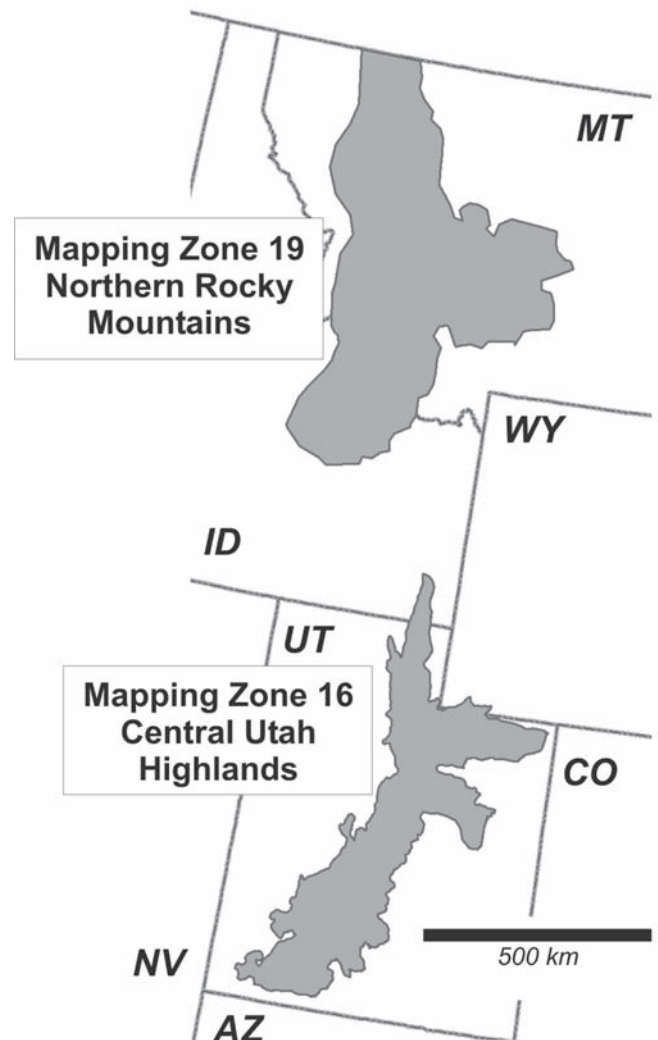 MT
Mapping Zone 19
Northern Rocky
Mountains
WY
ID
UT
Mapping Zone 16
Central Utah
Highlands
CO
500 km
NV
AZ